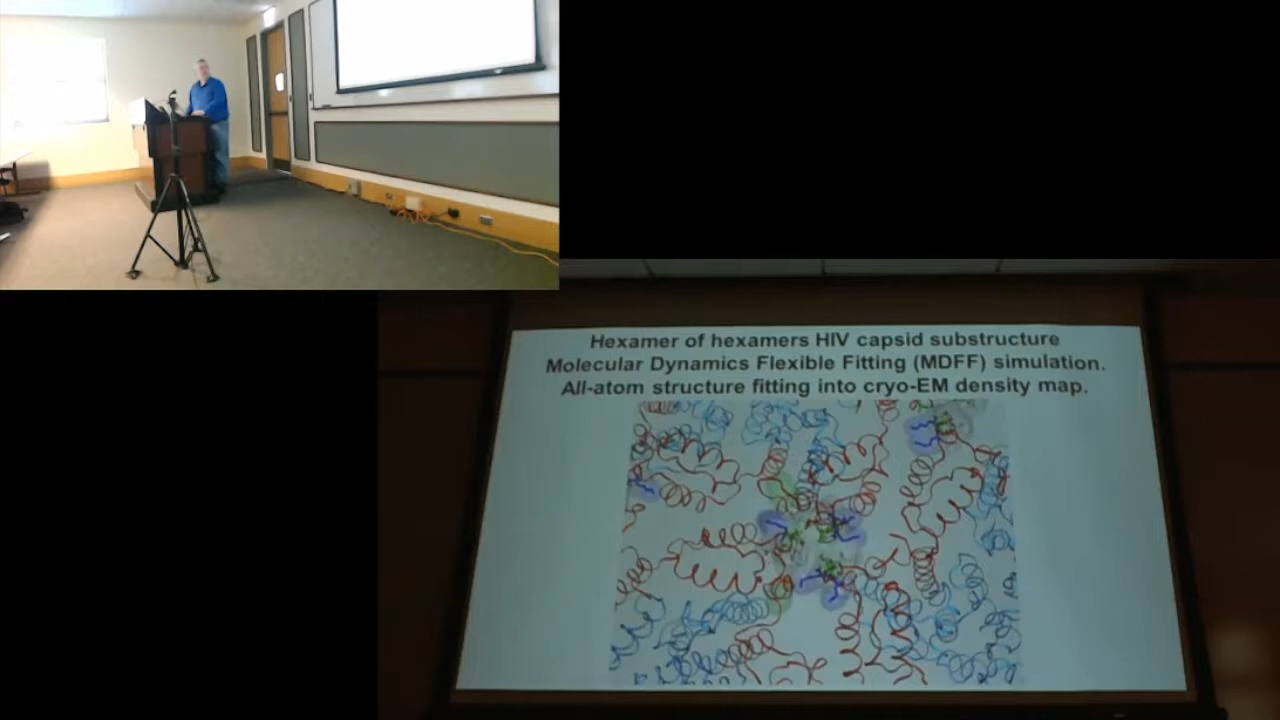 Hexamer of hexamers HIV capsid substructure
Molecular Dynamics Flexible Fitting (MDFF) simulation.
All-atom structure fitting into cryo-EM density map.